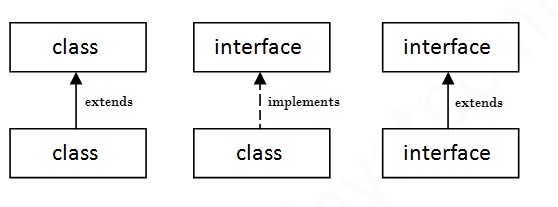 class
interface
interface
extends
implements
extends
class
class
interface